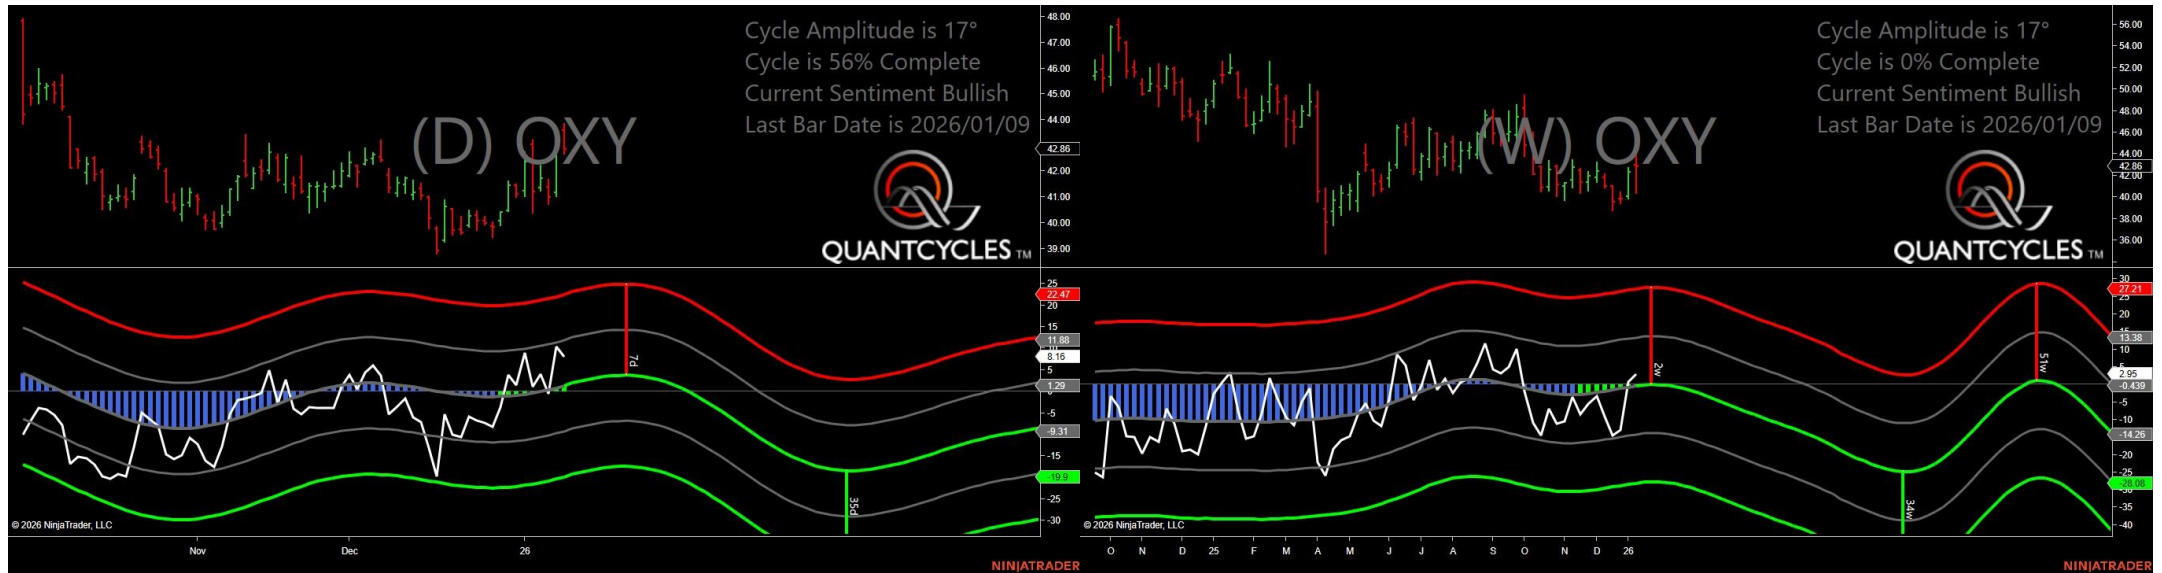 Cycle Amplitude is 17°
Cycle is 56% Complete
Current Sentiment Bullish
Last Bar Date is 2026/01/09
(D) OXY
QUANTCYCLES TM
48.00
47.00
46.00
45.00
44.00
42.86
42.00
41.00
40.00
39.00
25
22.47
20
15
11.88
8.16
5
1.29
-5
-9.31
-15
-19.9
-25
-30
7d
35d
© 2026 NinjaTrader, LLC
Nov
Dec
26
NINJATRADER
Cycle Amplitude is 17°
Cycle is 0% Complete
Current Sentiment Bullish
Last Bar Date is 2026/01/09
(W) OXY
QUANTCYCLES TM
56.00
54.00
52.00
50.00
48.00
46.00
44.00
42.86
42.00
40.00
38.00
36.00
30
27.21
25
20
15
13.38
10
2.95
-0.439
-5
-10
-14.26
-20
-25
-28.08
-35
-40
2w
34w
51w
© 2026 NinjaTrader, LLC
O N D 25 F M A M J J A S O N D 26
NINJATRADER